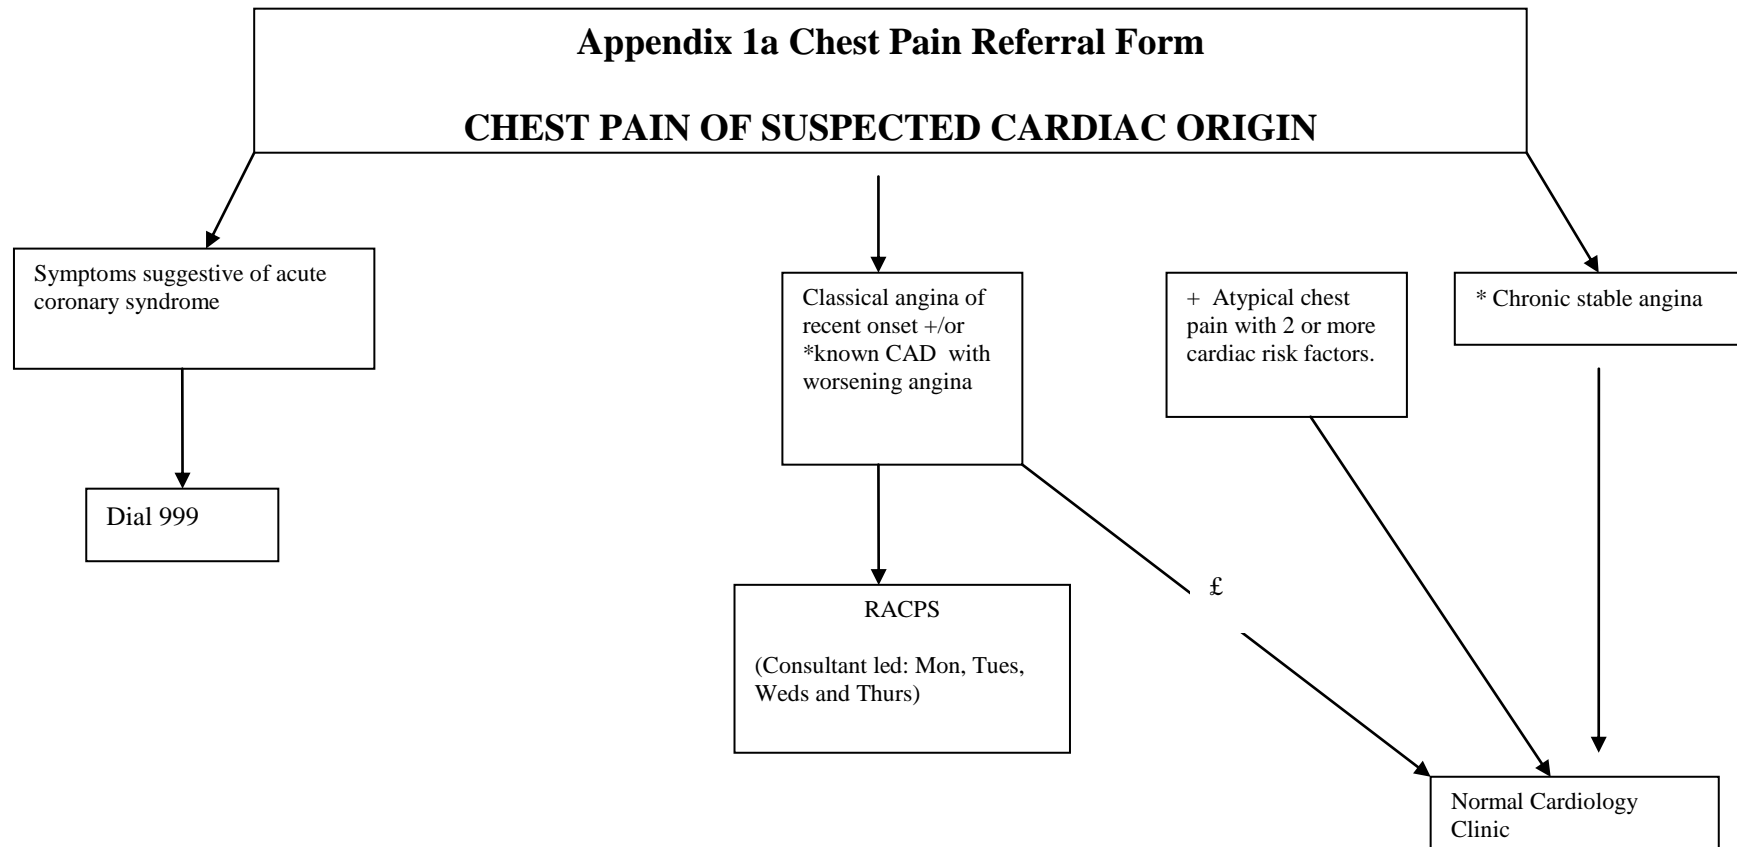 Appendix 1a Chest Pain Referral Form
CHEST PAIN OF SUSPECTED CARDIAC ORIGIN
Symptoms suggestive of acute
coronary syndrome
Dial 999
Classical angina of
recent onset +/or
*known CAD with
worsening angina
RACPS
(Consultant led: Mon, Tues,
Weds and Thurs)
£
+ Atypical chest
pain with 2 or more
cardiac risk factors.
* Chronic stable angina
Normal Cardiology
Clinic